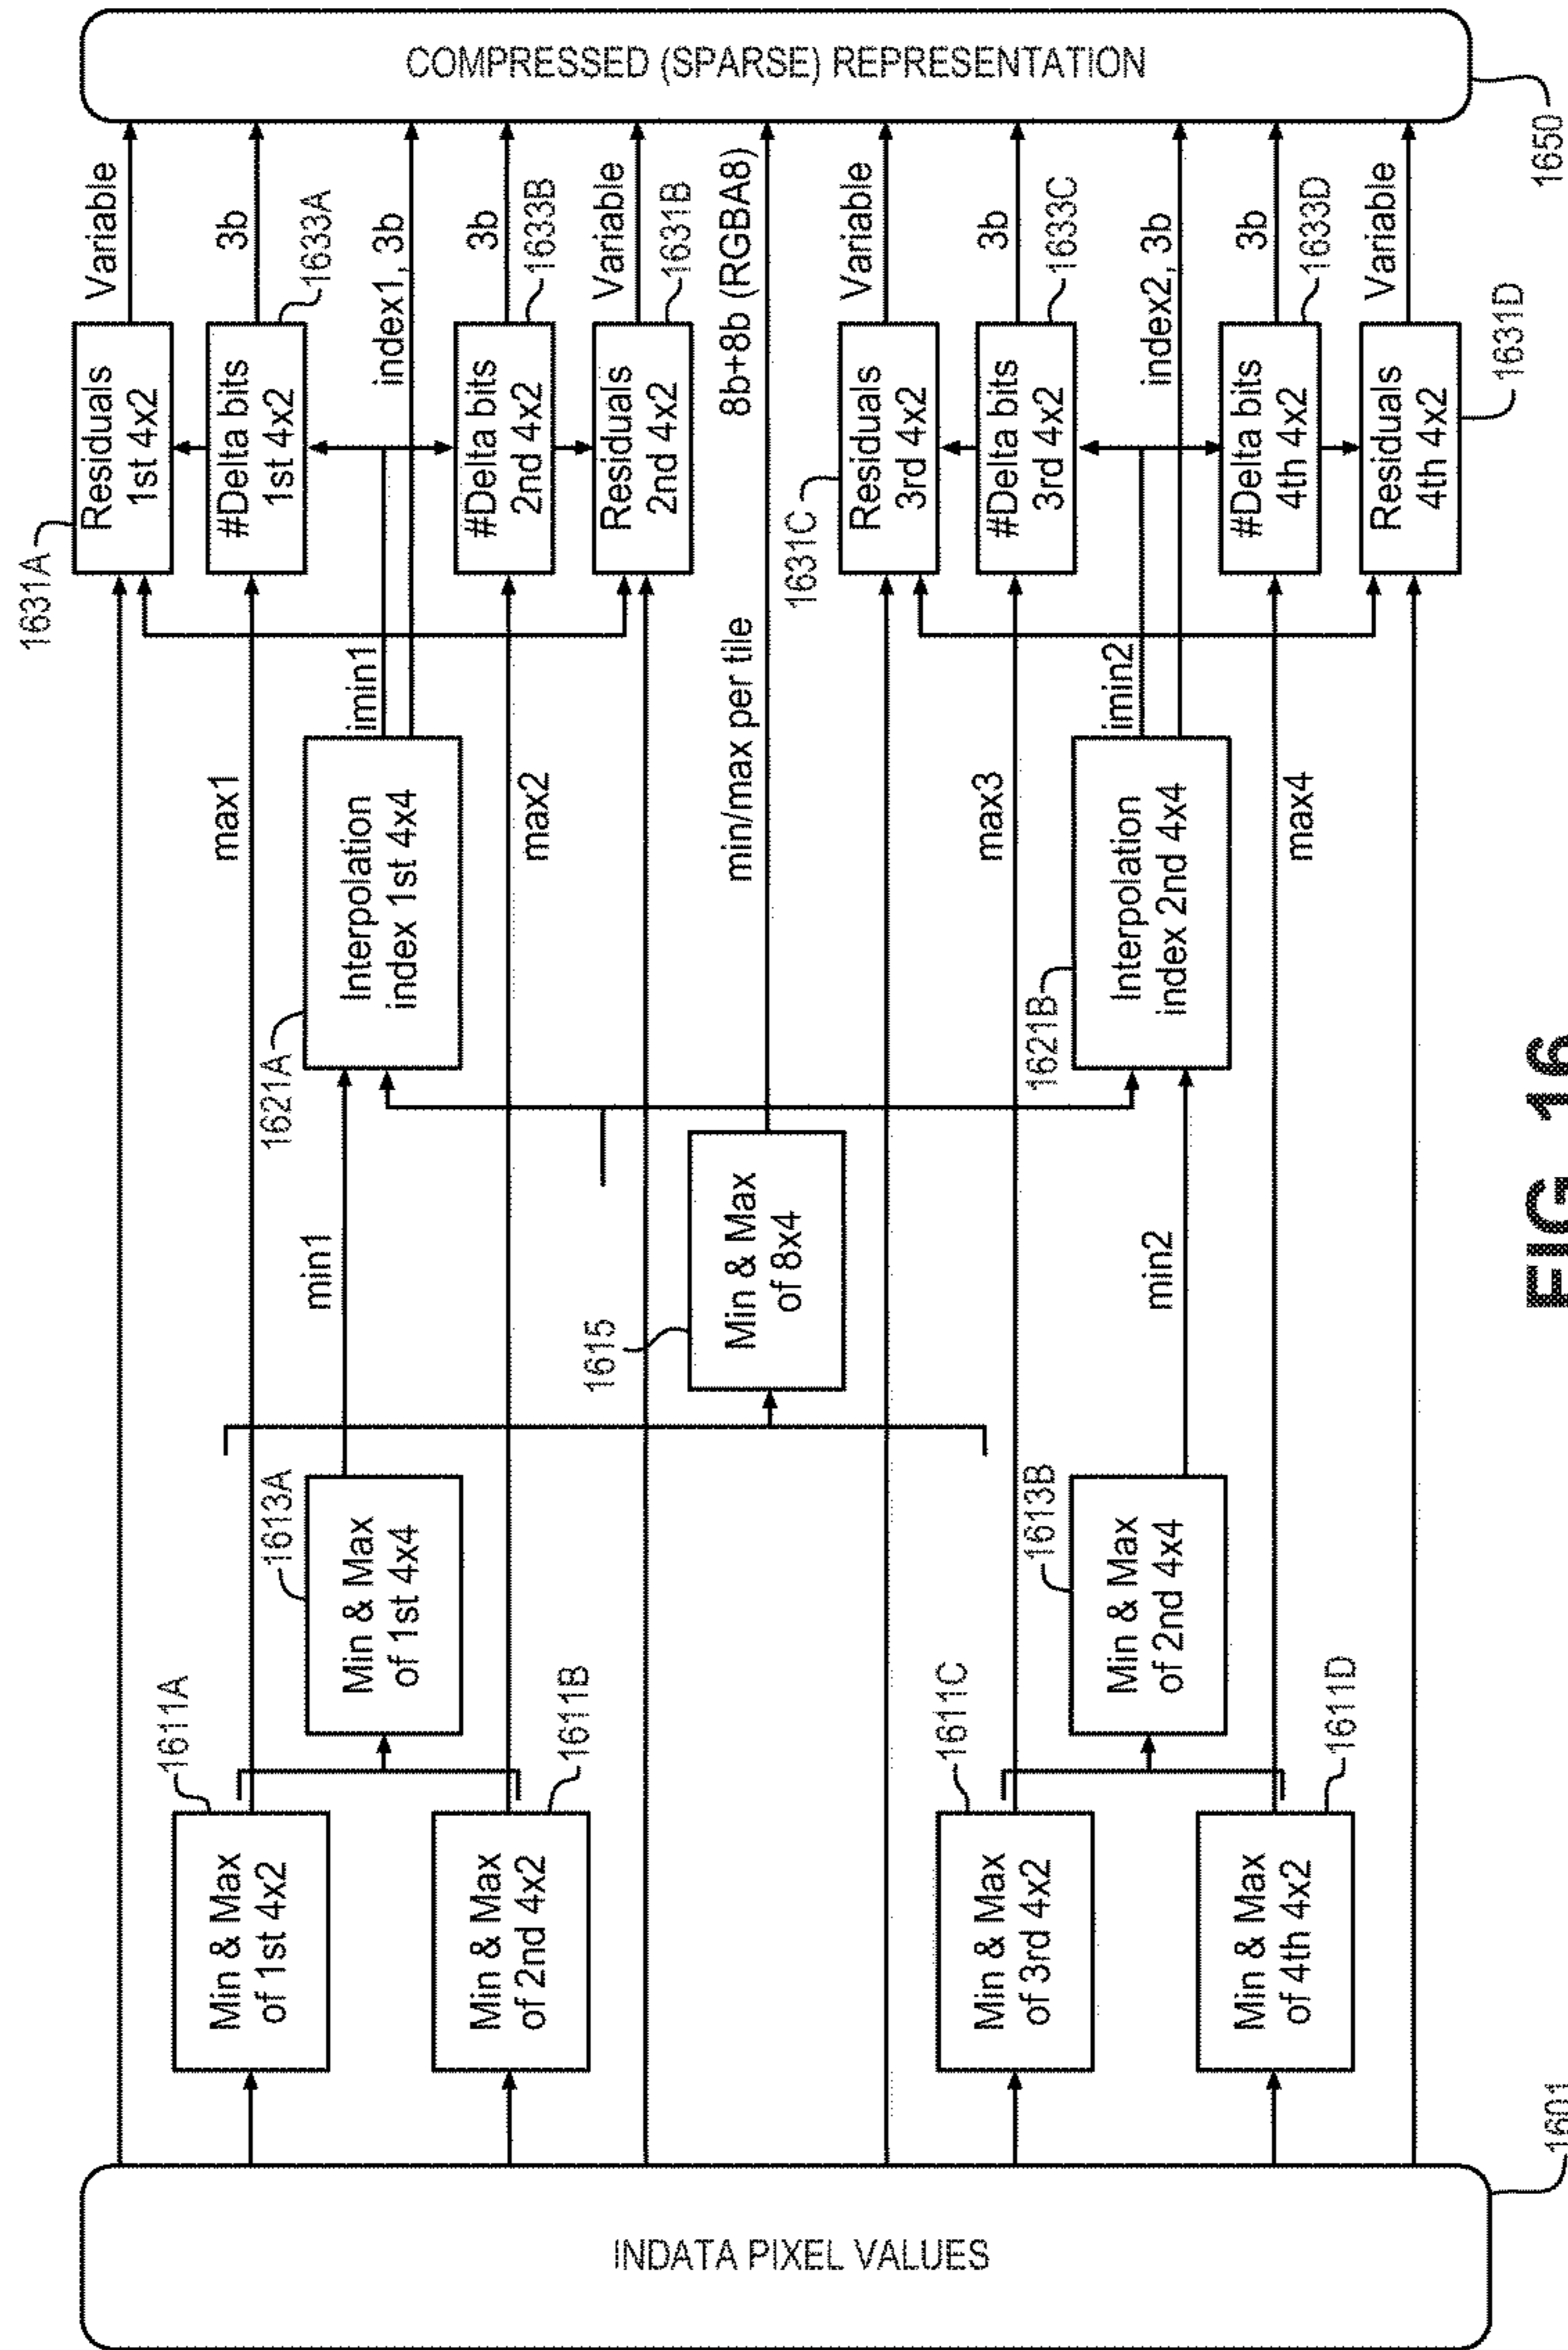 INDATA PIXEL VALUES
1601
Min & Max
of 1st 4x2
1611A
Min & Max
of 2nd 4x2
1611B
Min & Max
of 3rd 4x2
1611C
Min & Max
of 4th 4x2
1611D
Min & Max
of 1st 4x4
1613A
Min & Max
of 2nd 4x4
1613B
Min & Max
of 8x4
1615
min1
min2
Interpolation
index 1st 4x4
1621A
Interpolation
index 2nd 4x4
1621B
max1
max2
max3
max4
min/max per tile
imin1
imin2
Residuals
1st 4x2
1631A
#Delta bits
1st 4x2
1633A
#Delta bits
2nd 4x2
1633B
Residuals
2nd 4x2
1631B
Residuals
3rd 4x2
1631C
#Delta bits
3rd 4x2
1633C
#Delta bits
4th 4x2
1633D
Residuals
4th 4x2
1631D
Variable
3b
index1, 3b
3b
Variable
8b+8b (RGBA8)
Variable
3b
index2, 3b
3b
Variable
COMPRESSED (SPARSE) REPRESENTATION
1650
FIG. 16